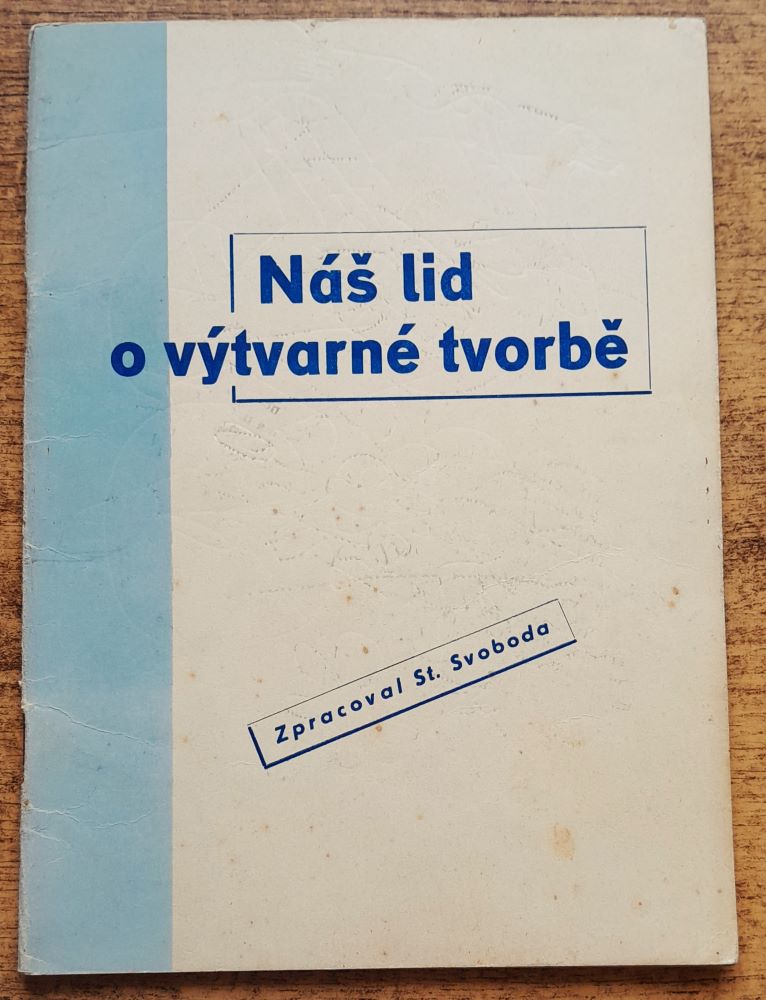 Náš lid
o výtvarné tvorbě
Zpracoval St. Svoboda